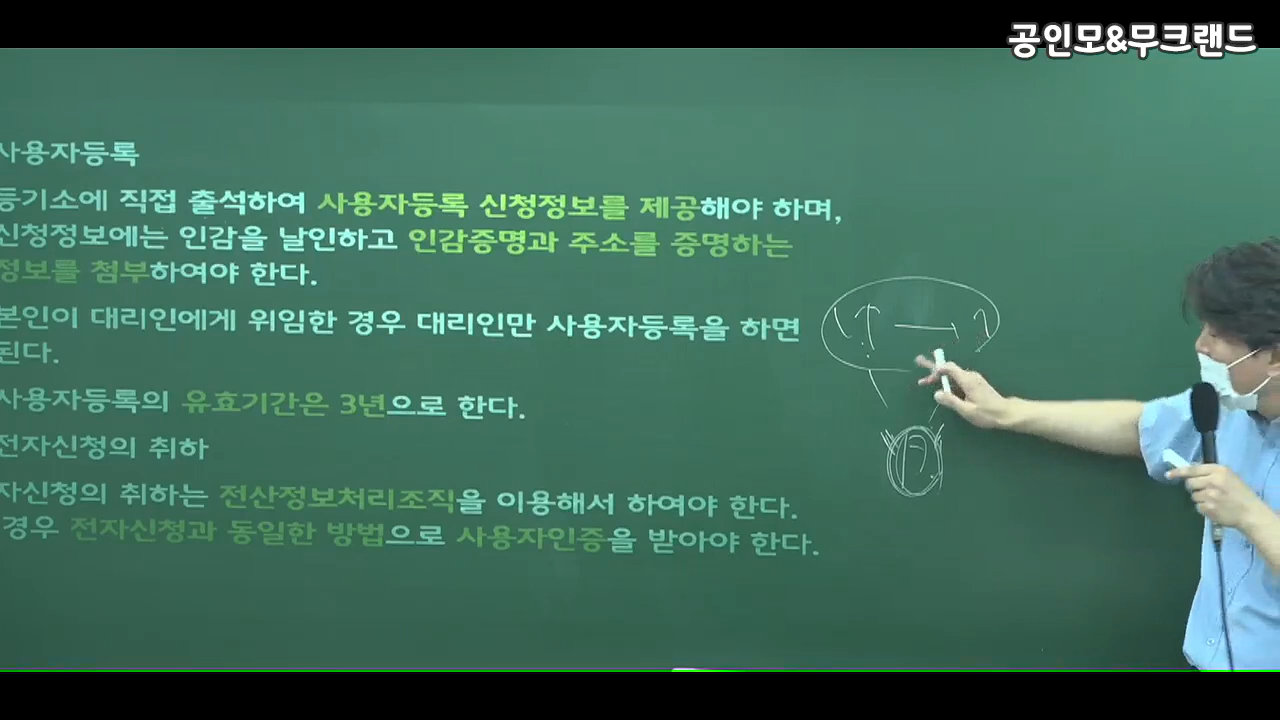 공인모&무크랜드
사용자등록
등기소에 직접 출석하여 사용자등록 신청정보를 제공해야 하며,
신청정보에는 인감을 날인하고 인감증명과 주소를 증명하는
정보를 첨부하여야 한다.
본인이 대리인에게 위임한 경우 대리인만 사용자등록을 하면
된다.
사용자등록의 유효기간은 3년으로 한다.
전자신청의 취하
자신청의 취하는 전산정보처리조직을 이용해서 하여야 한다.
경우 전자신청과 동일한 방법으로 사용자인증을 받아야 한다.